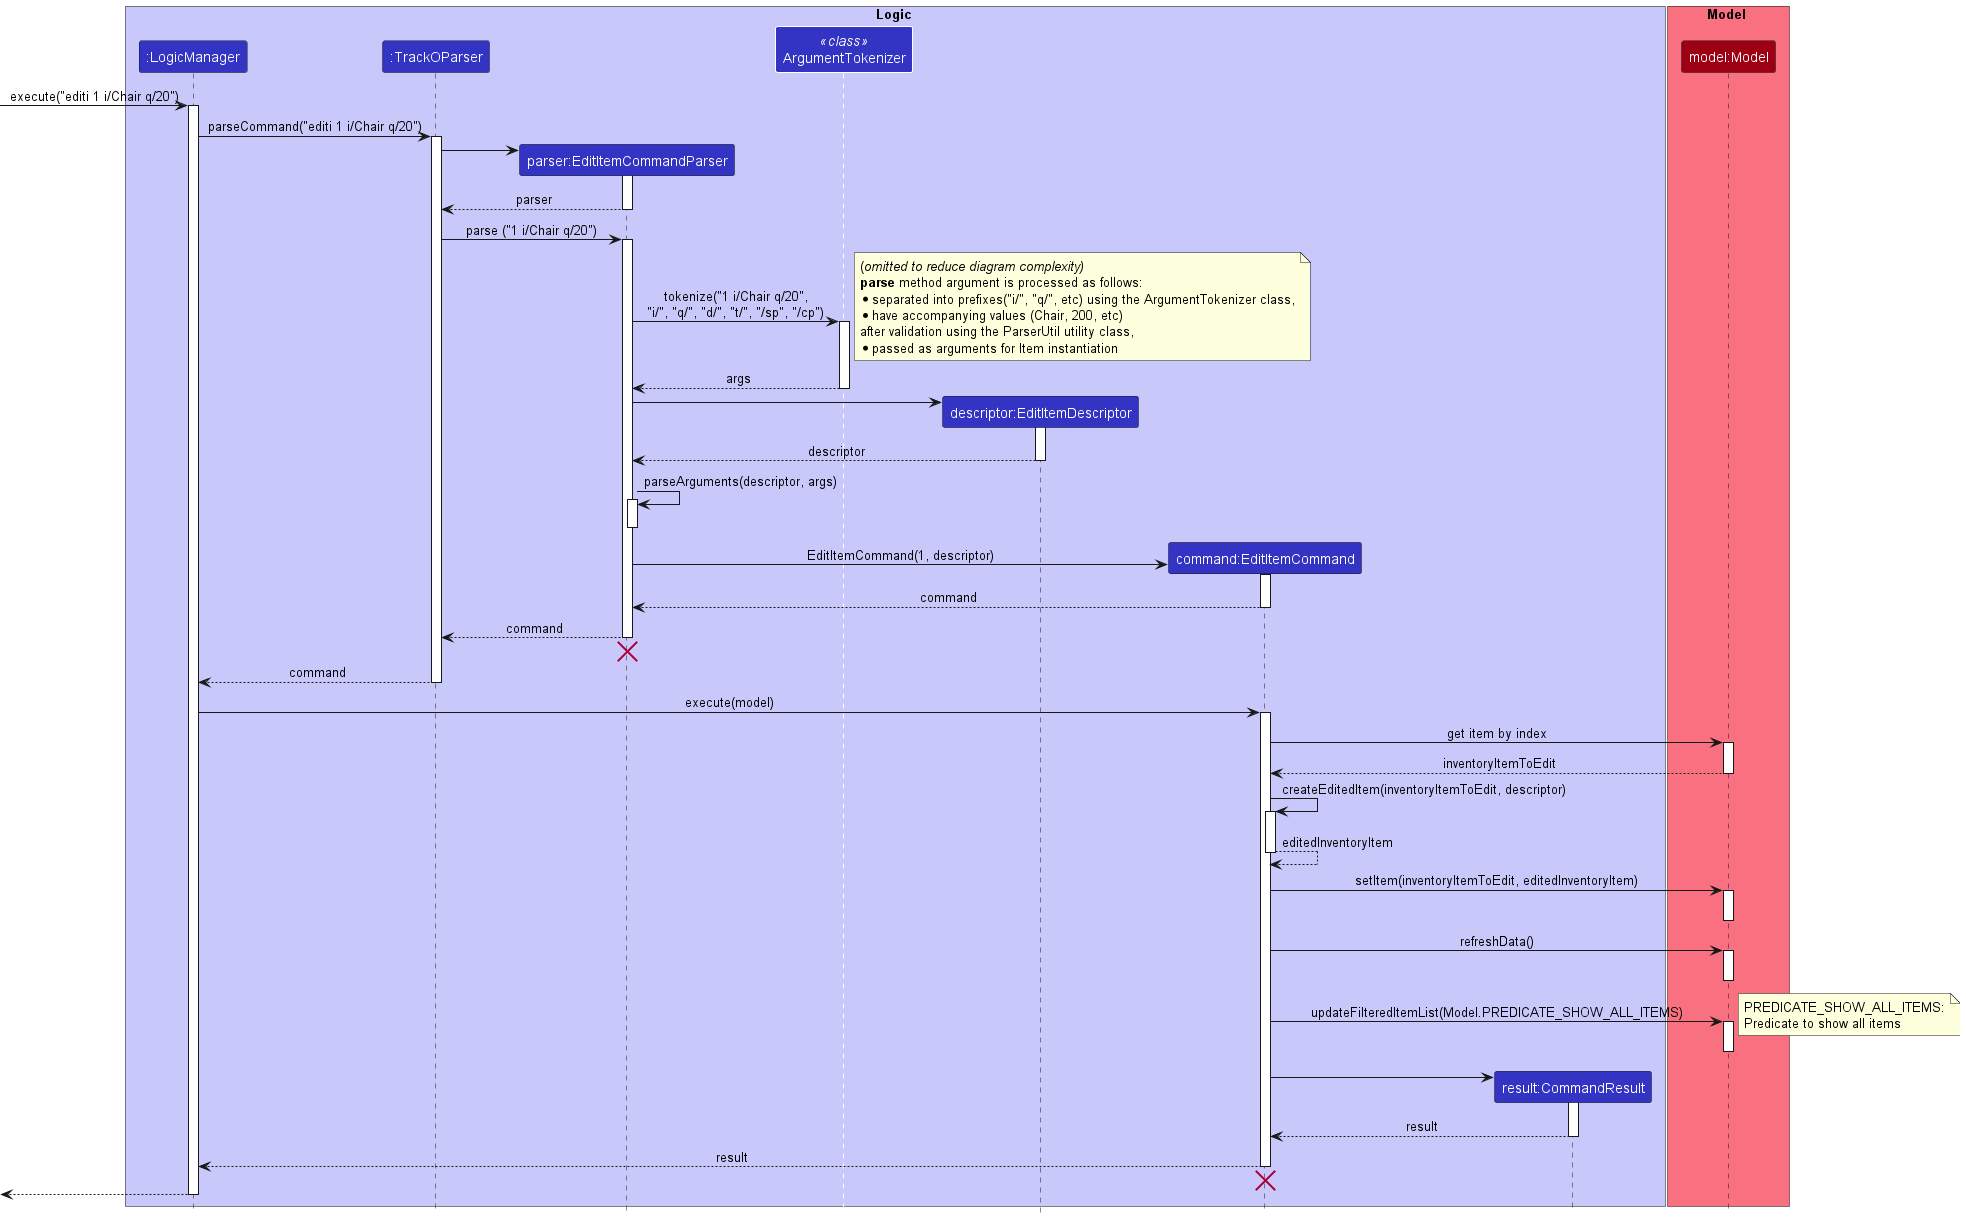 Logic
Model
:LogicManager
:TrackOParser
«class»
ArgumentTokenizer
model:Model
execute("editi 1 i/Chair q/20")
parseCommand("editi 1 i/Chair q/20")
parser:EditItemCommandParser
parser
parse ("1 i/Chair q/20")
(omitted to reduce diagram complexity)
parse method argument is processed as follows:
• separated into prefixes("i/", "q/", etc) using the ArgumentTokenizer class,
• have accompanying values (Chair, 200, etc)
after validation using the ParserUtil utility class,
• passed as arguments for Item instantiation
tokenize("1 i/Chair q/20",
"i/", "q/", "d/", "t/", "/sp", "/cp")
args
descriptor:EditItemDescriptor
descriptor
parseArguments(descriptor, args)
EditItemCommand(1, descriptor)
command:EditItemCommand
command
command
command
execute(model)
get item by index
inventoryItemToEdit
createEditedItem(inventoryItemToEdit, descriptor)
editedInventoryItem
setItem(inventoryItemToEdit, editedInventoryItem)
refreshData()
updateFilteredItemList(Model.PREDICATE_SHOW_ALL_ITEMS)
PREDICATE_SHOW_ALL_ITEMS:
Predicate to show all items
result:CommandResult
result
result